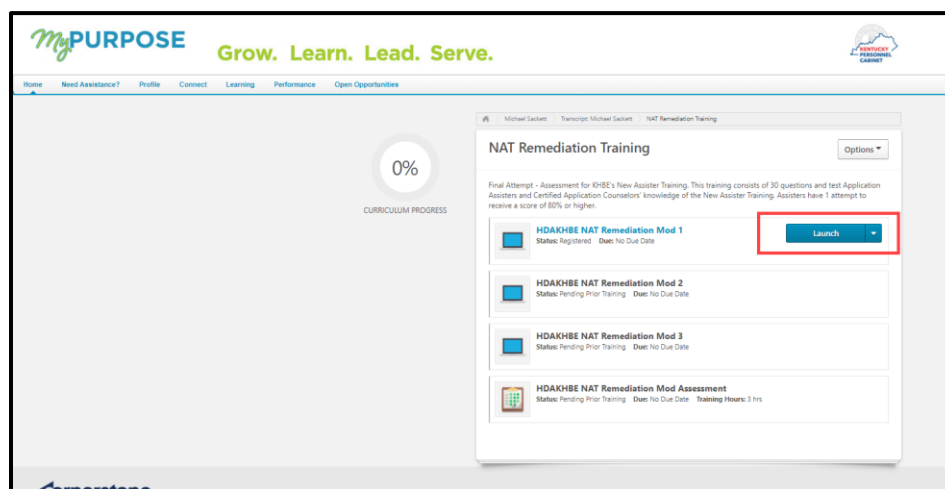 MyPURPOSE
Grow. Learn. Lead. Serve.
KENTUCKY
PERSONNEL
CABINET
Home Need Assistance? Profile Connect Learning Performance Open Opportunities
Michael Sackett Transcript: Michael Sackett NAT Remediation Training
NAT Remediation Training
Options
0%
CURRICULUM PROGRESS
Final Attempt - Assessment for KHBE's New Assister Training. This training consists of 30 questions and test Application
Assisters and Certified Application Counselors' knowledge of the New Assister Training. Assisters have 1 attempt to
receive a score of 80% or higher.
HDAKHBE NAT Remediation Mod 1
Status: Registered Due: No Due Date
Launch
HDAKHBE NAT Remediation Mod 2
Status: Pending Prior Training Due: No Due Date
HDAKHBE NAT Remediation Mod 3
Status: Pending Prior Training Due: No Due Date
HDAKHBE NAT Remediation Mod Assessment
Status: Pending Prior Training Due: No Due Date Training Hours: 3 hrs